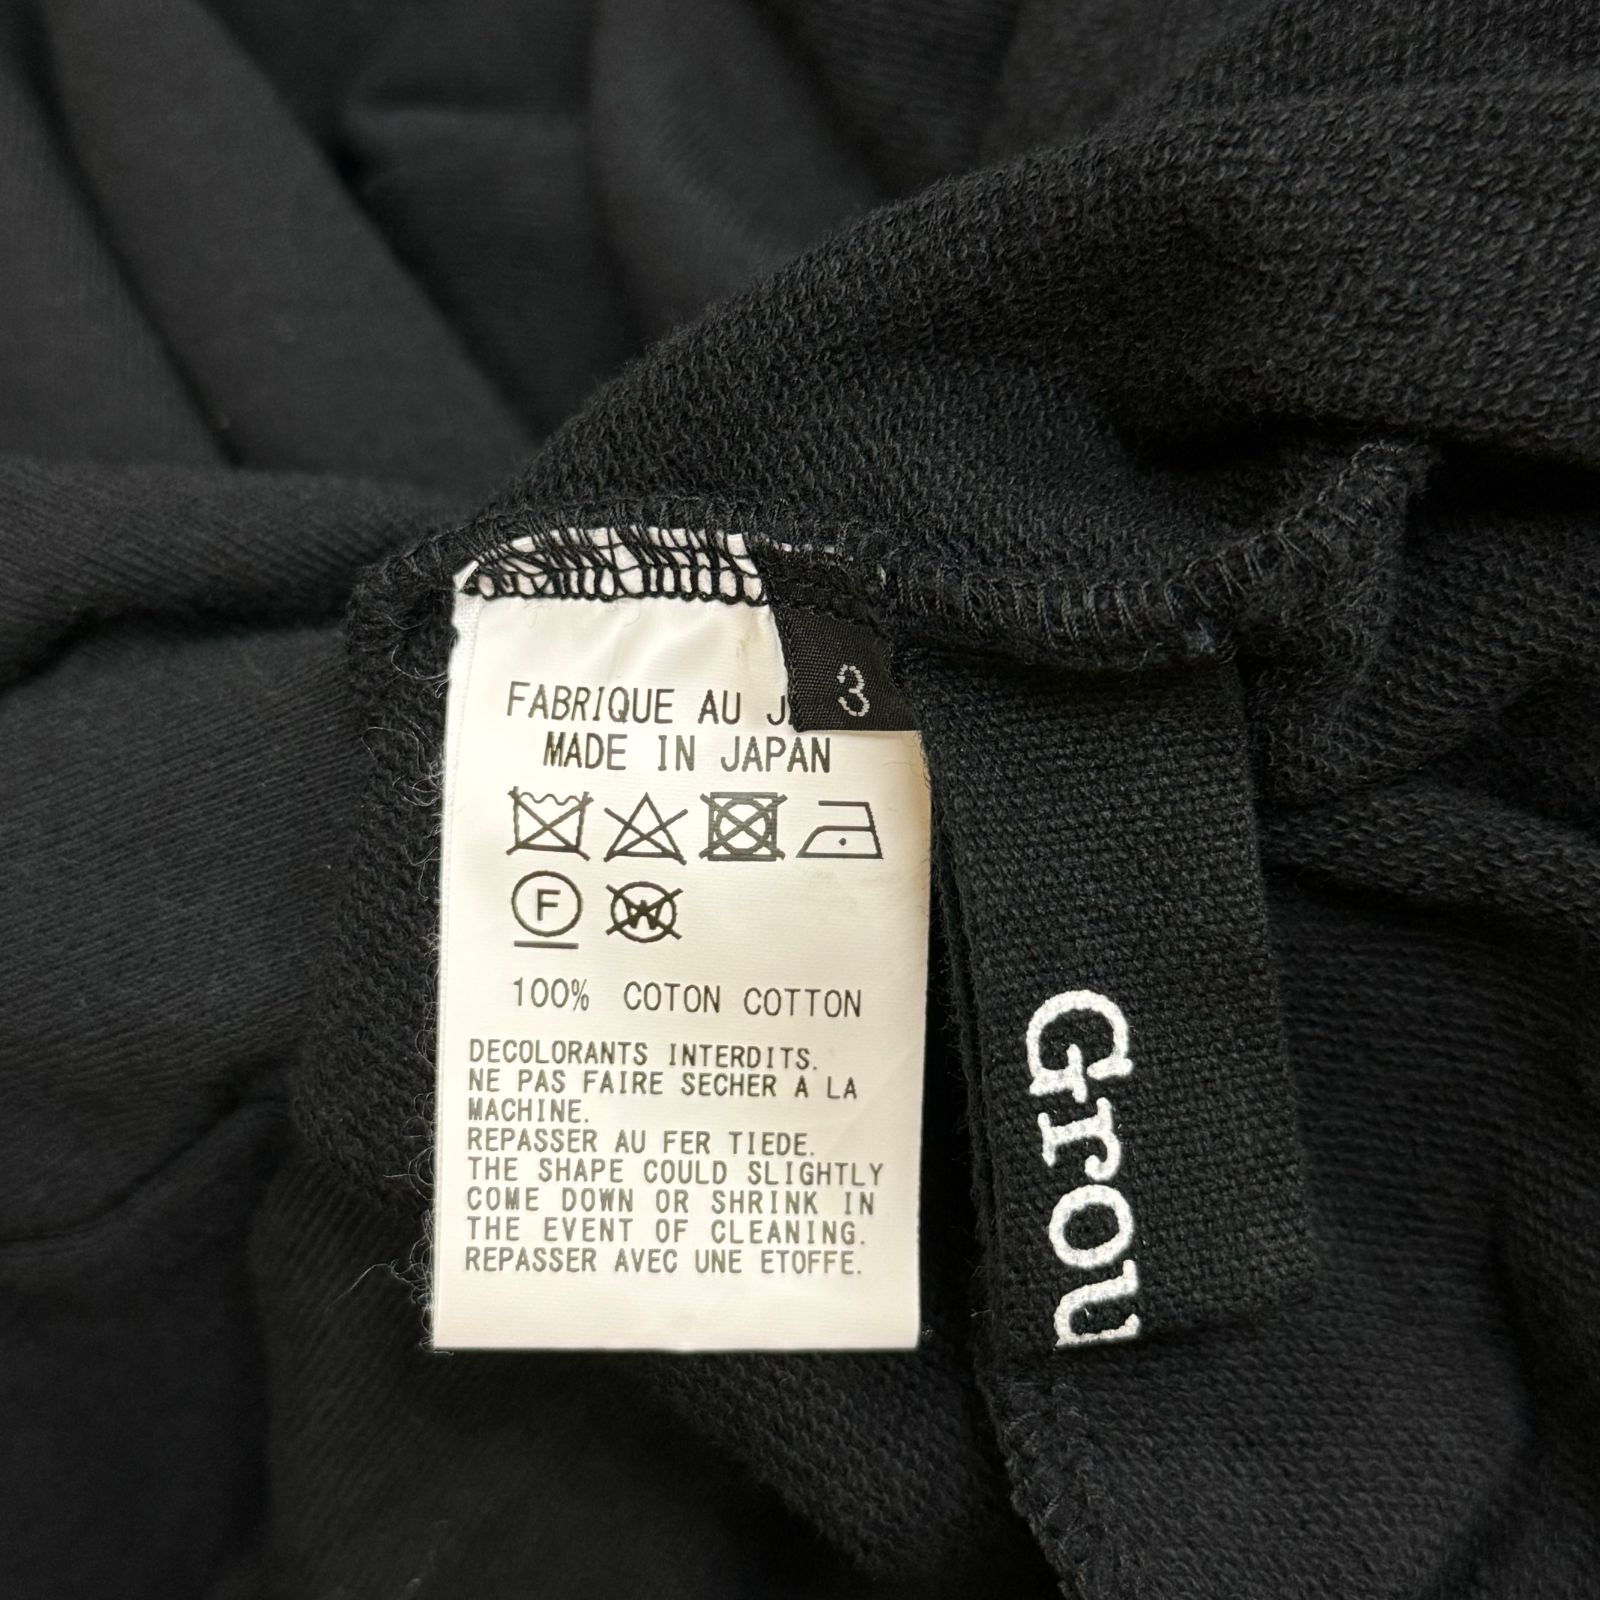 3
FABRIQUE AU
MADE IN JAPAN
F
W
100% COTON COTTON
DECOLORANTS INTERDITS.
NE PAS FAIRE SECHER A LA
MACHINE.
REPASSER AU FER TIEDE.
THE SHAPE COULD SLIGHTLY
COME DOWN OR SHRINK IN
THE EVENT OF CLEANING.
REPASSER AVEC UNE ETOFFE.
Grou